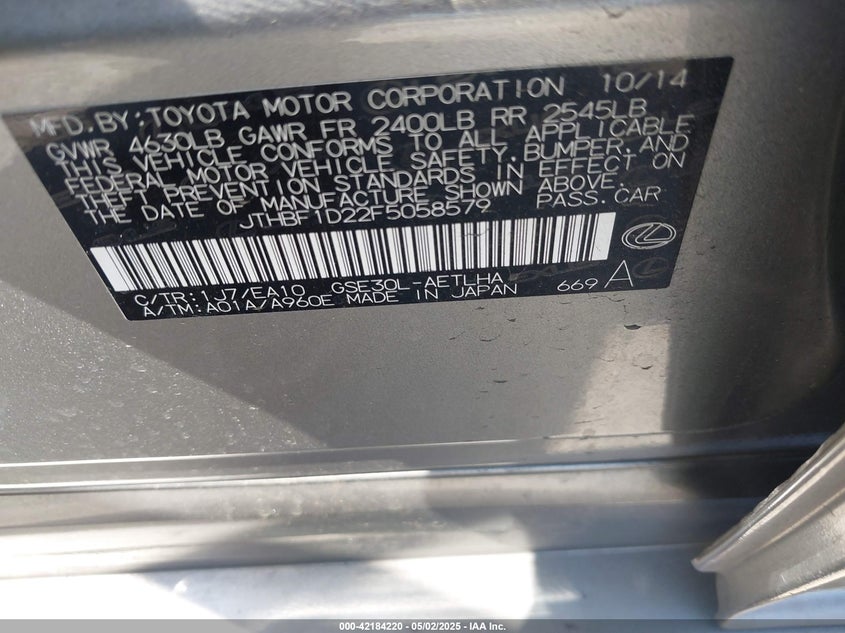 MFD. BY: TOYOTA MOTOR CORPORATION 10/14
GVWR 4630LB GAWR FR 2400LB RR 2545LB
THIS VEHICLE CONFORMS TO ALL APPLICABLE
FEDERAL MOTOR VEHICLE SAFETY, BUMPER, AND
THEFT PREVENTION STANDARDS IN EFFECT ON
THE DATE OF MANUFACTURE SHOWN ABOVE.
JTHBF1D22F5058579 PASS. CAR
C/TR: 1J7/EA10 GSE30L-AETLHA
A/TM: A01A/A960E MADE IN JAPAN 669 A
000-42184220 - 05/02/2025 - IAA Inc.